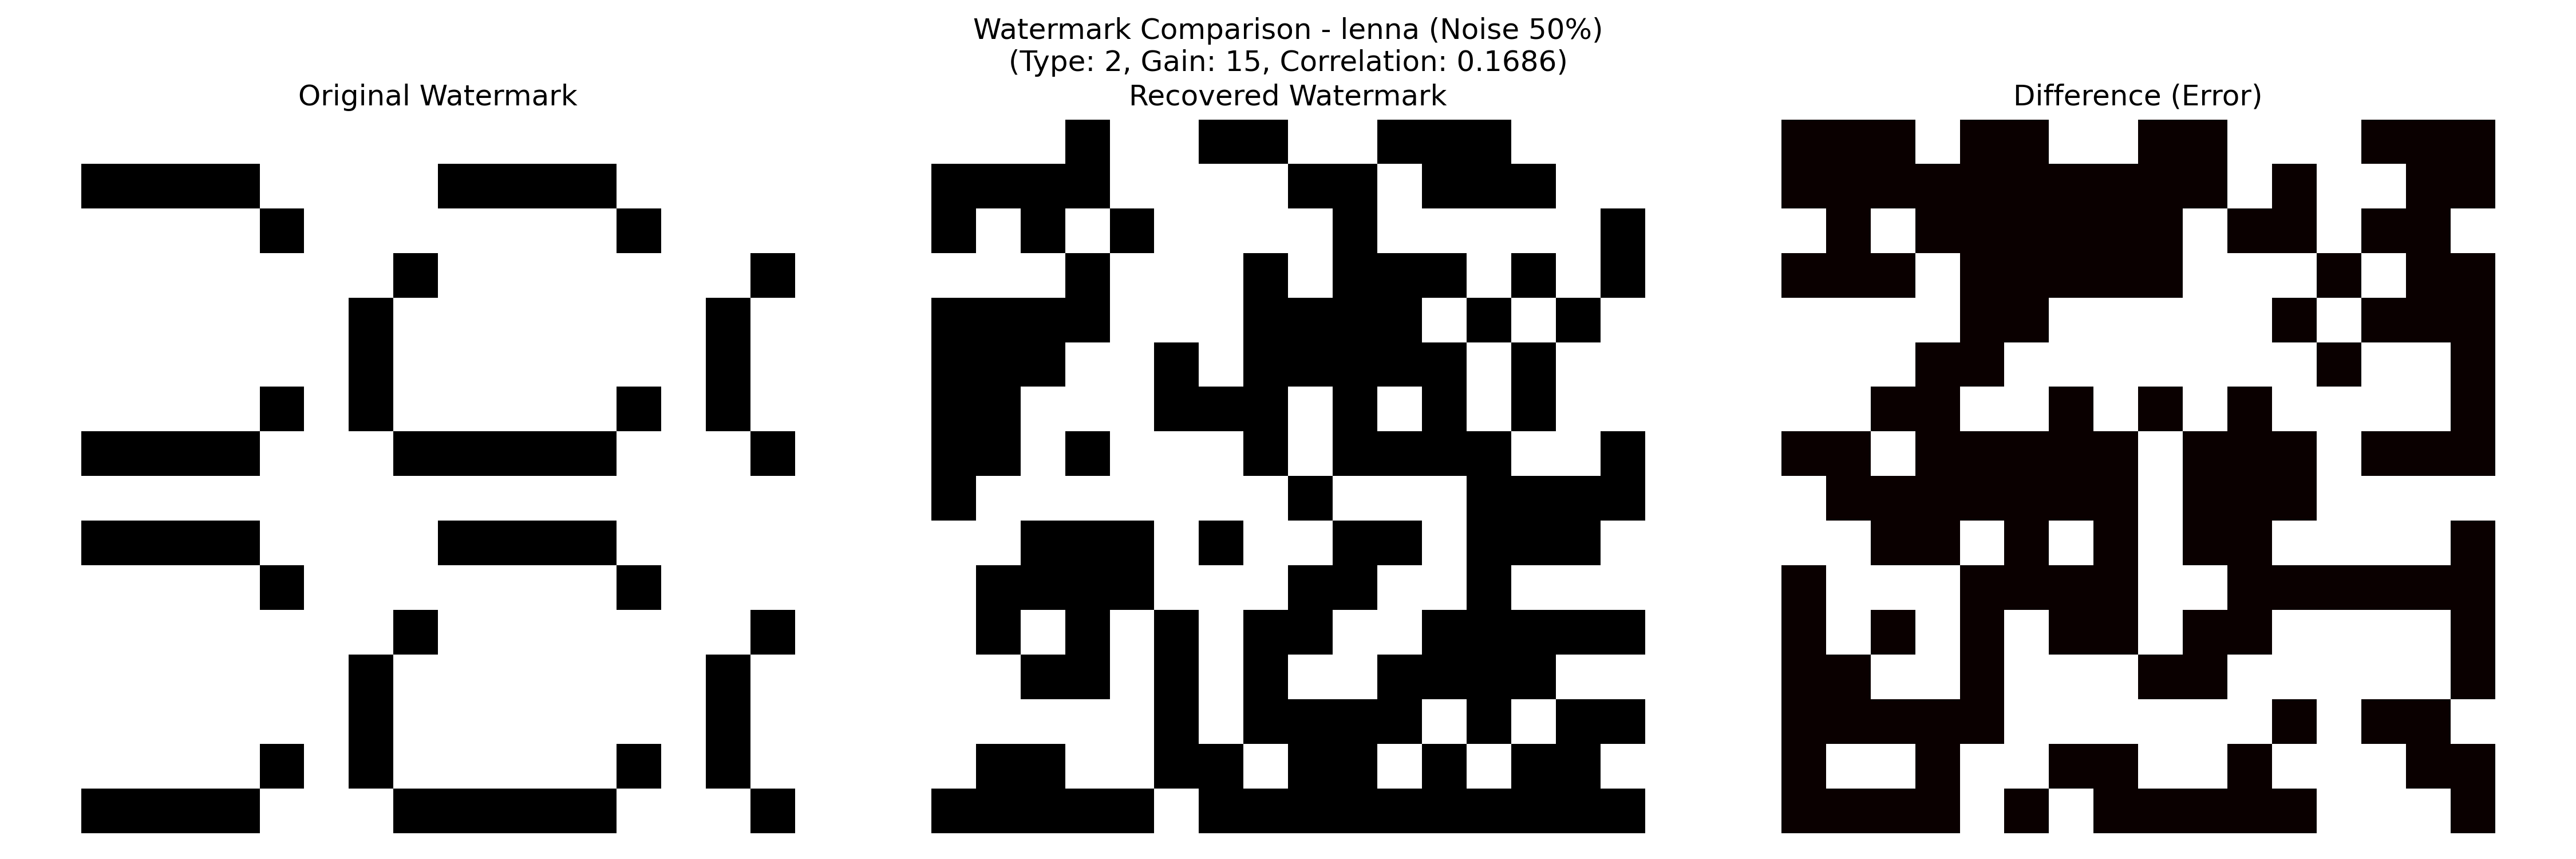 Watermark Comparison - lenna (Noise 50%)
(Type: 2, Gain: 15, Correlation: 0.1686)
Original Watermark
Recovered Watermark
Difference (Error)